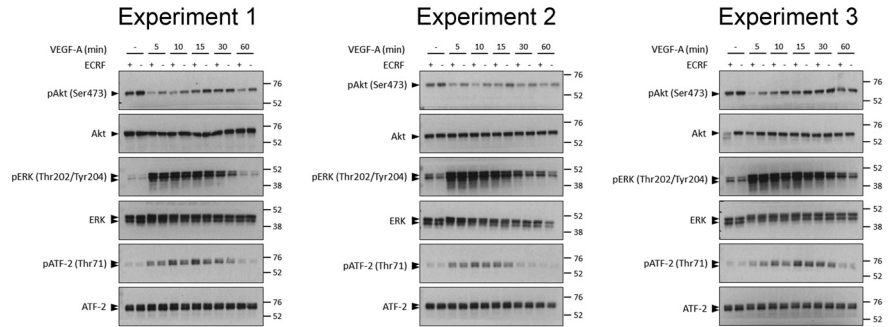 Experiment 1
VEGF-A (min) - 5 10 15 30 60
ECRF + - + - + - + - + - + -
pAkt (Ser473) 76
52
Akt 76
52
pERK (Thr202/Tyr204) 52
38
ERK 52
38
pATF-2 (Thr71) 76
52
ATF-2 76
52
Experiment 2
VEGF-A (min) - 5 10 15 30 60
ECRF + - + - + - + - + - + -
pAkt (Ser473) 76
52
Akt 76
52
pERK (Thr202/Tyr204) 52
38
ERK 52
38
pATF-2 (Thr71) 76
52
ATF-2 76
52
Experiment 3
VEGF-A (min) - 5 10 15 30 60
ECRF + - + - + - + - + - + -
pAkt (Ser473) 76
52
Akt 76
52
pERK (Thr202/Tyr204) 52
38
ERK 52
38
pATF-2 (Thr71) 76
52
ATF-2 76
52